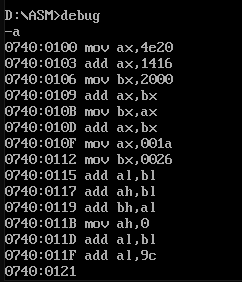 D:\ASM>debug
-a
0740:0100 mov ax,4e20
0740:0103 add ax,1416
0740:0106 mov bx,2000
0740:0109 add ax,bx
0740:010B mov bx,ax
0740:010D add ax,bx
0740:010F mov ax,001a
0740:0112 mov bx,0026
0740:0115 add al,bl
0740:0117 add ah,bl
0740:0119 add bh,al
0740:011B mov ah,0
0740:011D add al,bl
0740:011F add al,9c
0740:0121